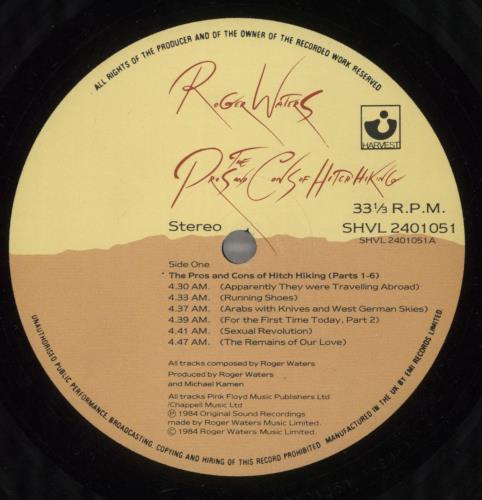 ALL RIGHTS OF THE PRODUCER AND OF THE OWNER OF THE RECORDED WORK RESERVED
Roger Waters
The
Pros and Cons of Hitch Hiking
HARVEST
33⅓ R.P.M.
Stereo
SHVL 2401051
SHVL 2401051A
Side One
The Pros and Cons of Hitch Hiking (Parts 1-6)
4.30 AM. (Apparently They were Travelling Abroad)
4.33 AM. (Running Shoes)
4.37 AM. (Arabs with Knives and West German Skies)
4.39 AM. (For the First Time Today, Part 2)
4.41 AM. (Sexual Revolution)
4.47 AM. (The Remains of Our Love)
All tracks composed by Roger Waters
Produced by Roger Waters
and Michael Kamen
All tracks Pink Floyd Music Publishers Ltd
/Chappell Music Ltd
℗ 1984 Original Sound Recordings
made by Roger Waters Music Limited.
© 1984 Roger Waters Music Limited.
UNAUTHORISED PUBLIC PERFORMANCE, BROADCASTING, COPYING AND HIRING OF THIS RECORD PROHIBITED MANUFACTURED IN THE UK BY EMI RECORDS LIMITED.